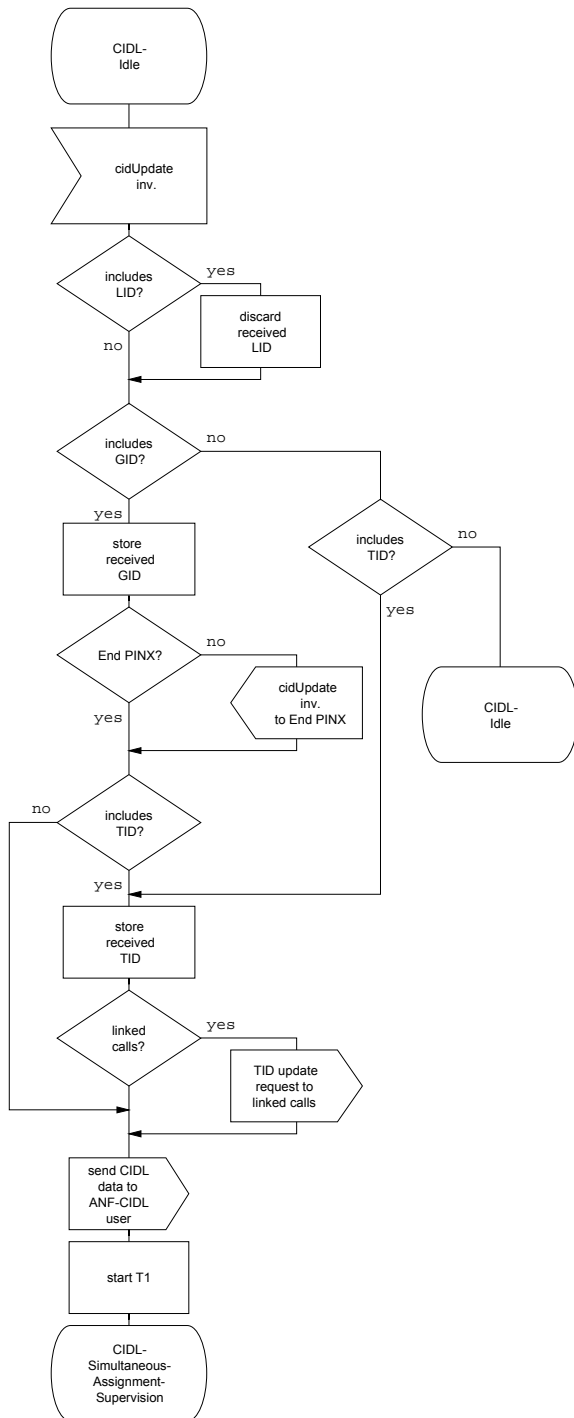 CIDL-
Idle
cidUpdate
inv.
includes
LID?
yes
no
discard
received
LID
includes
GID?
no
yes
store
received
GID
includes
TID?
no
yes
End PINX?
no
yes
cidUpdate
inv.
to End PINX
CIDL-
Idle
includes
TID?
no
yes
store
received
TID
linked
calls?
yes
no
TID update
request to
linked calls
send CIDL
data to
ANF-CIDL
user
start T1
CIDL-
Simultaneous-
Assignment-
Supervision